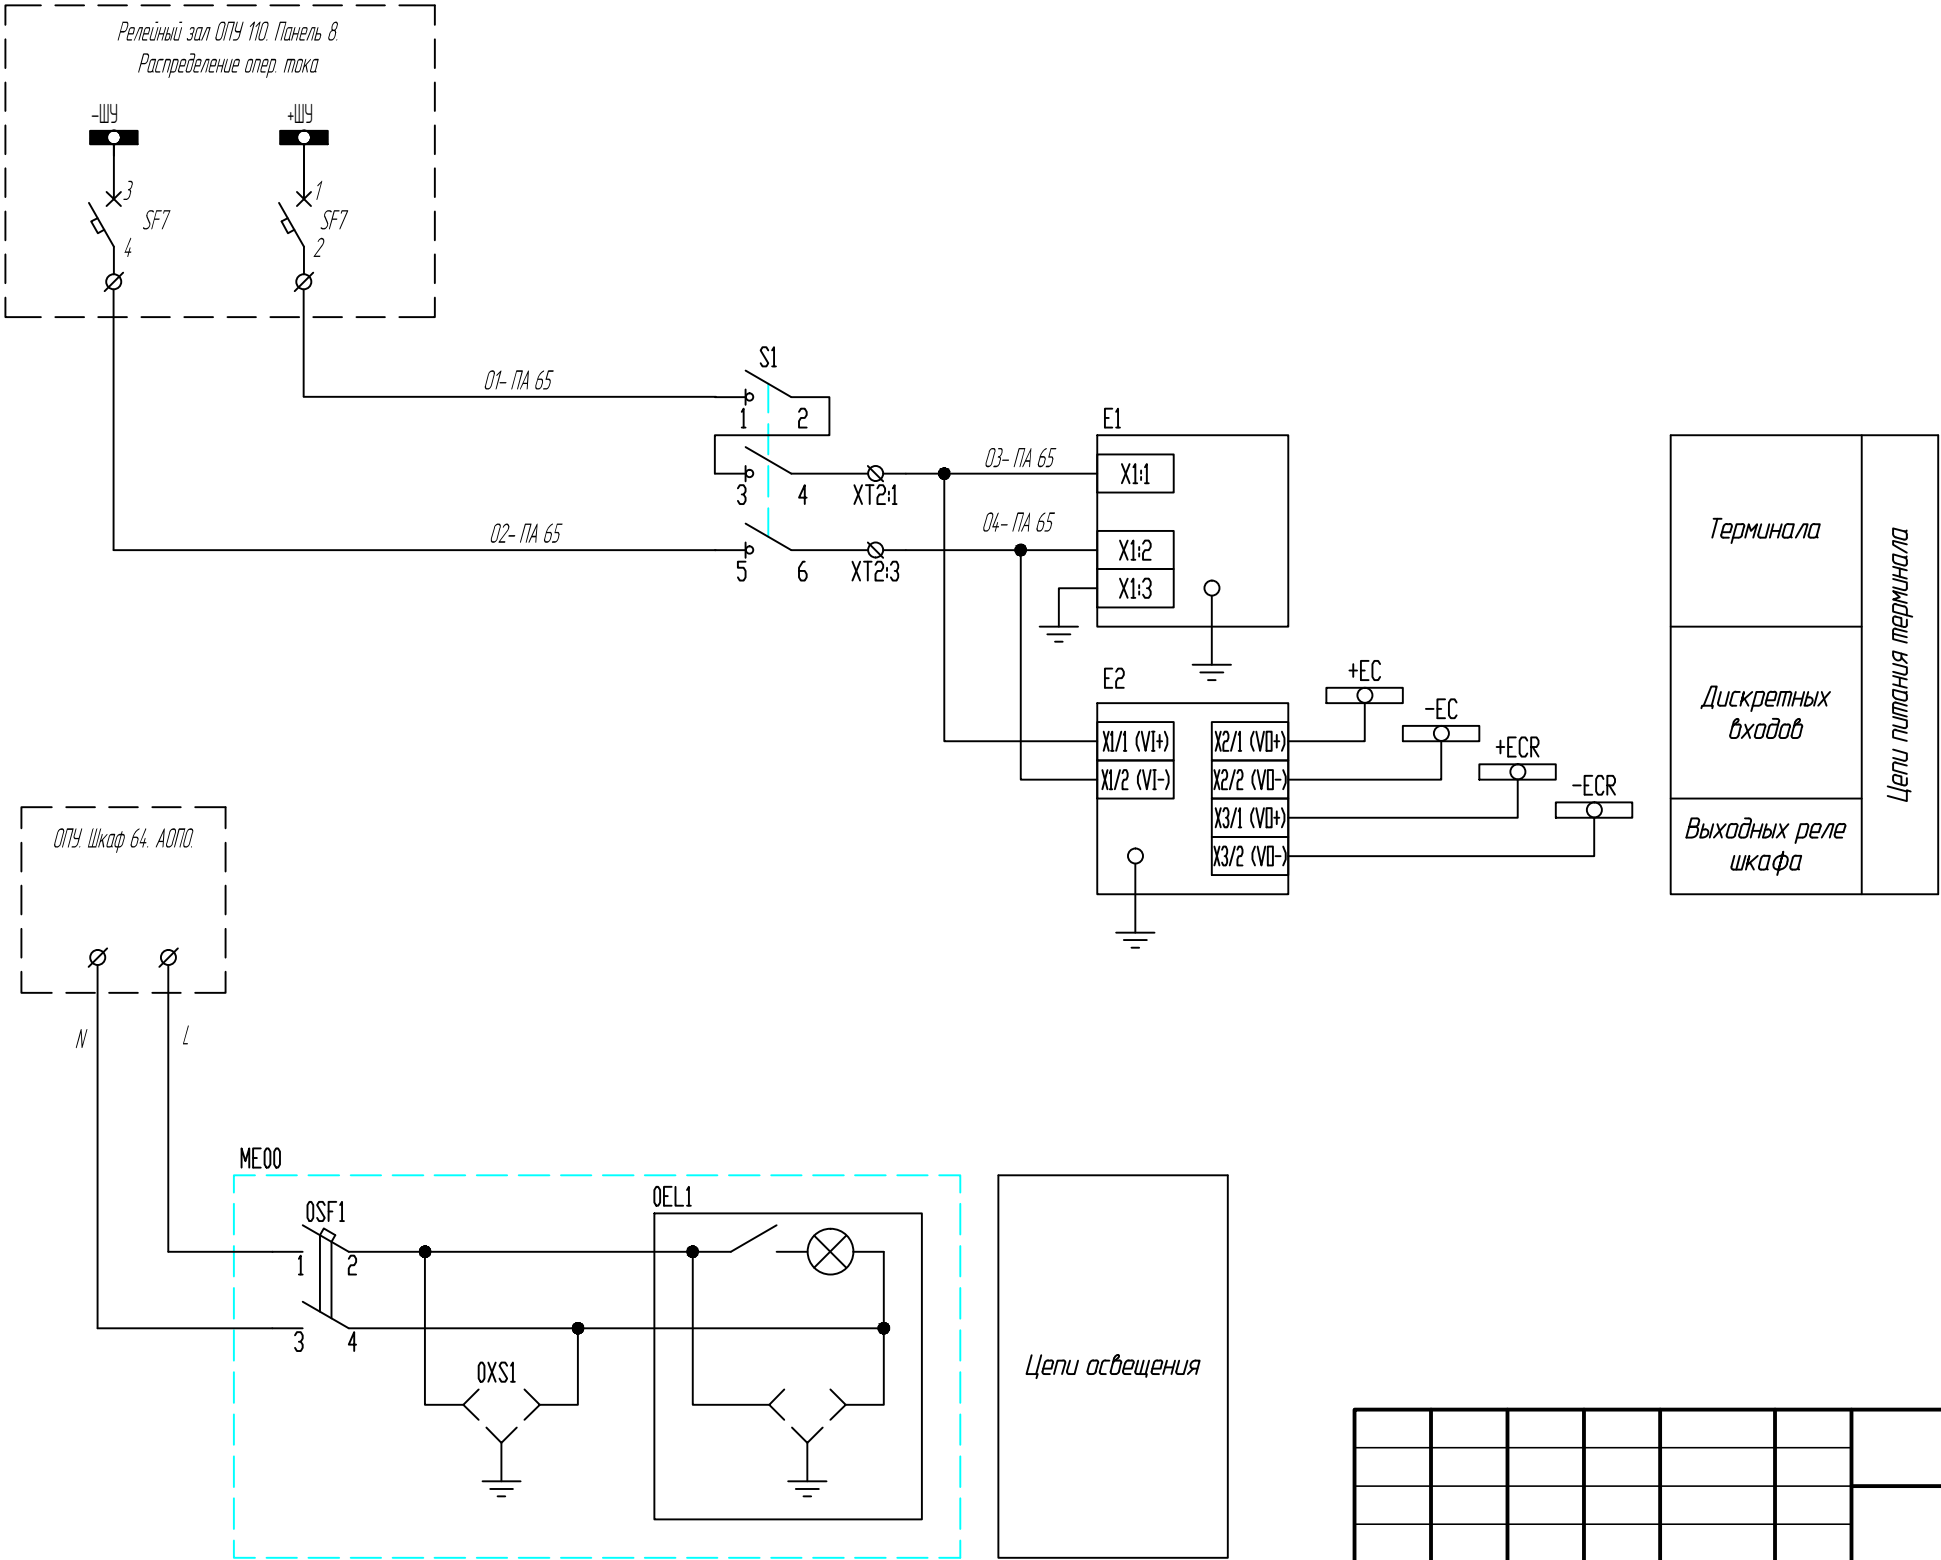 Релейный зал ОПУ 110. Панель 8.
Распределение опер. тока
-ШУ
+ШУ
3
SF7
4
1
SF7
2
S1
01- ПА 65
1
2
E1
03- ПА 65
X1:1
3
4
XT2:1
02- ПА 65
04- ПА 65
X1:2
5
6
XT2:3
X1:3
E2
+EC
-EC
+ECR
-ECR
X1/1 (VI+)
X2/1 (VO+)
X1/2 (VI-)
X2/2 (VO-)
X3/1 (VO+)
X3/2 (VO-)
Терминала
Дискретных
входов
Выходных реле
шкафа
Цепи питания терминала
ОПУ. Шкаф 64. АОПО.
N
L
ME00
0SF1
1
2
3
4
0EL1
0XS1
Цепи освещения